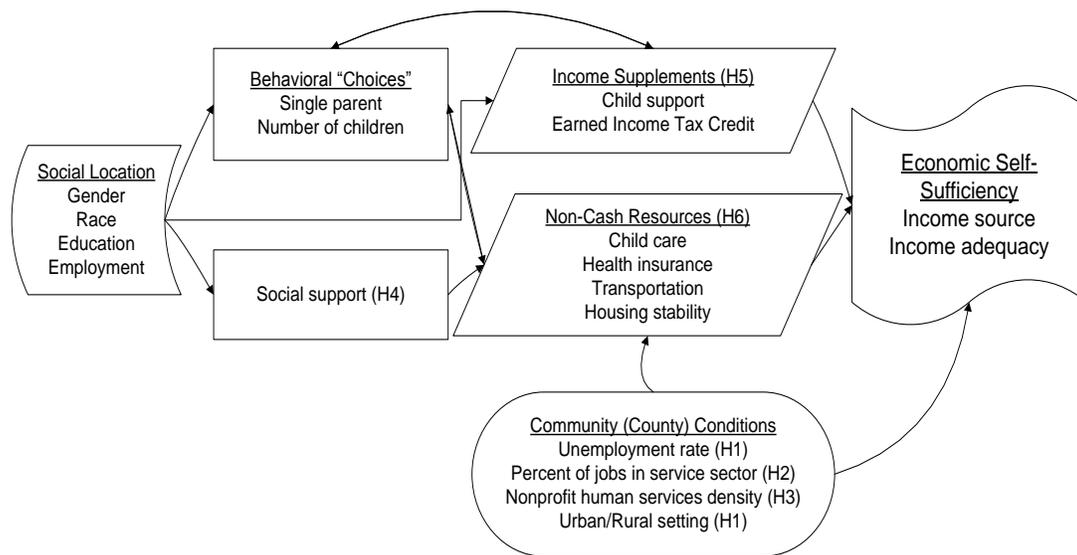 Behavioral “Choices”
Single parent
Number of children
Income Supplements (H5)
Child support
Earned Income Tax Credit
Social Location
Gender
Race
Education
Employment
Social support (H4)
Non-Cash Resources (H6)
Child care
Health insurance
Transportation
Housing stability
Economic Self-
Sufficiency
Income source
Income adequacy
Community (County) Conditions
Unemployment rate (H1)
Percent of jobs in service sector (H2)
Nonprofit human services density (H3)
Urban/Rural setting (H1)